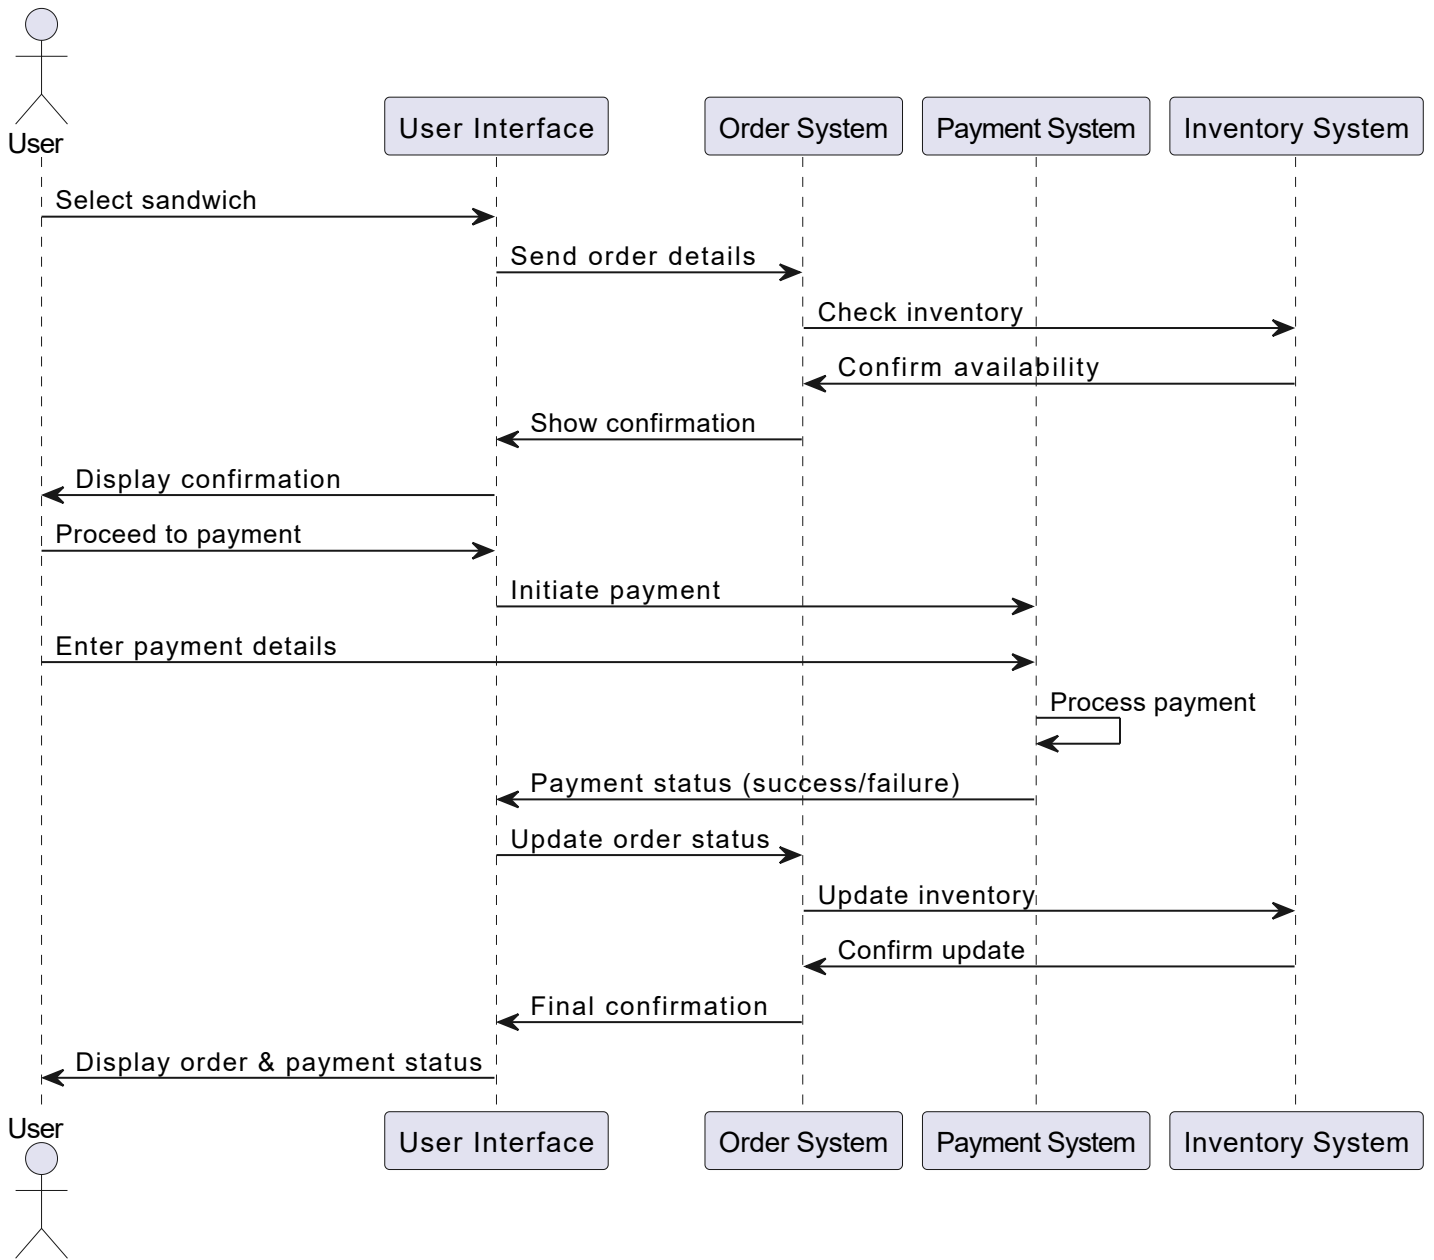 User
User Interface
Order System
Payment System
Inventory System
Select sandwich
Send order details
Check inventory
Confirm availability
Show confirmation
Display confirmation
Proceed to payment
Initiate payment
Enter payment details
Process payment
Payment status (success/failure)
Update order status
Update inventory
Confirm update
Final confirmation
Display order & payment status
User
User Interface
Order System
Payment System
Inventory System